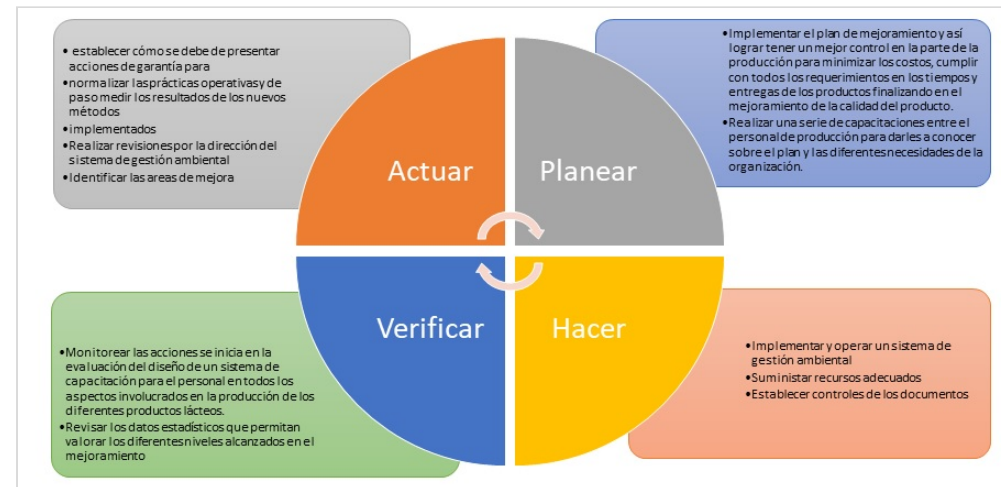 • establecer cómo se debe de presentar
acciones de garantía para
•normalizar lasprácticas operativasy de
paso medir los resultados de los nuevos
métodos
•implementados
•Realizar revisiones por la dirección del
sistema de gestión ambiental
•Identificar las areas de mejora
Actuar
Planear
•Implementar el plan de mejoramiento y así
lograr tener un mejor control en la parte de la
producción para minimizar los costos, cumplir
con todos los requerimientos en los tiempos y
entregas de los productos finalizando en el
mejoramiento de la calidad del producto.
•Realizar una serie de capacitaciones entre el
personal de producción para darles a conocer
sobre el plan y las diferentes necesidades de la
organización.
•Monitorear las acciones se inicia en la
evaluación del diseño de un sistema de
capacitación para el personal en todos los
aspectos involucrados en la producción de los
diferentes productos lácteos.
•Revisar los datos estadísticos que permitan
valorar los diferentes niveles alcanzados en el
mejoramiento
Verificar
Hacer
•Implementar y operar un sistema de
gestión ambiental
•Suministar recursos adecuados
•Establecer controles de los documentos